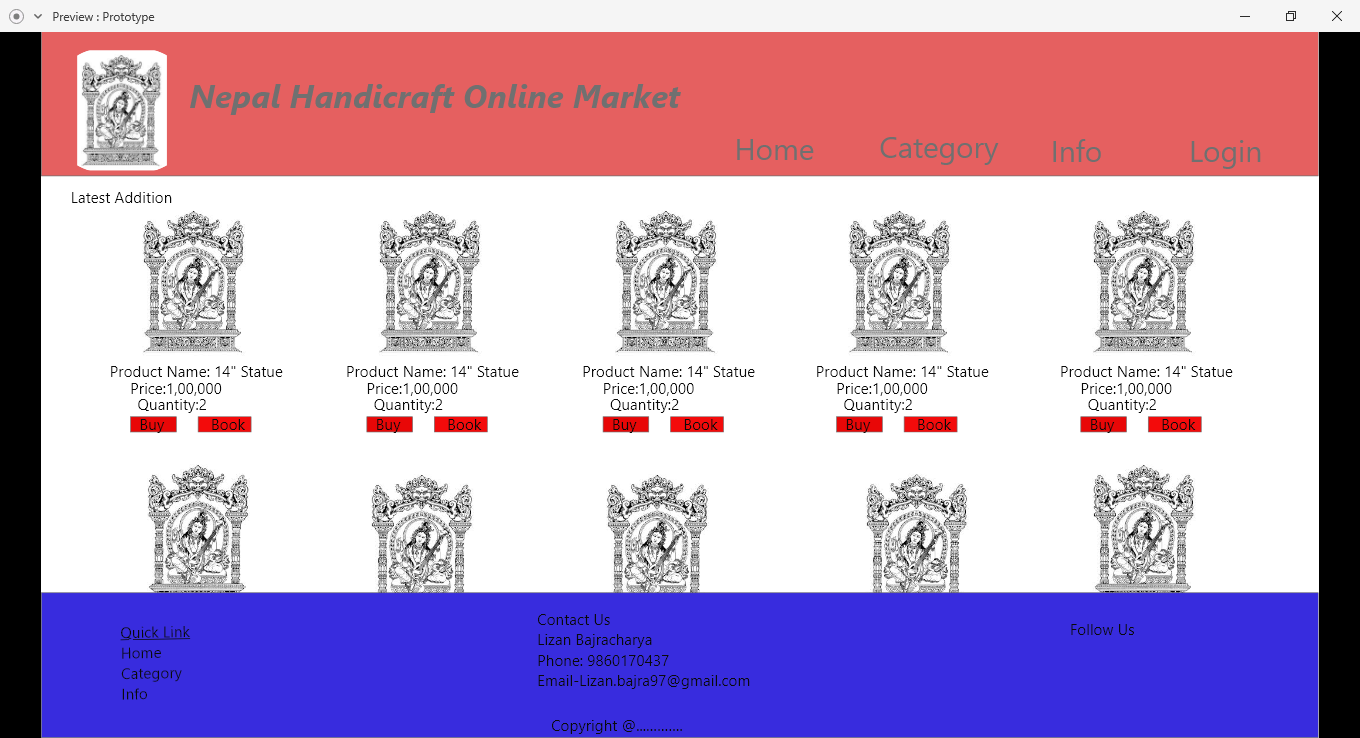 Preview : Prototype
Nepal Handicraft Online Market
Home Category Info Login
Latest Addition
Product Name: 14" Statue
Price:1,00,000
Quantity:2
Buy Book
Product Name: 14" Statue
Price:1,00,000
Quantity:2
Buy Book
Product Name: 14" Statue
Price:1,00,000
Quantity:2
Buy Book
Product Name: 14" Statue
Price:1,00,000
Quantity:2
Buy Book
Product Name: 14" Statue
Price:1,00,000
Quantity:2
Buy Book
Quick Link
Home
Category
Info
Contact Us
Lizan Bajracharya
Phone: 9860170437
Email-Lizan.bajra97@gmail.com
Copyright @.............
Follow Us